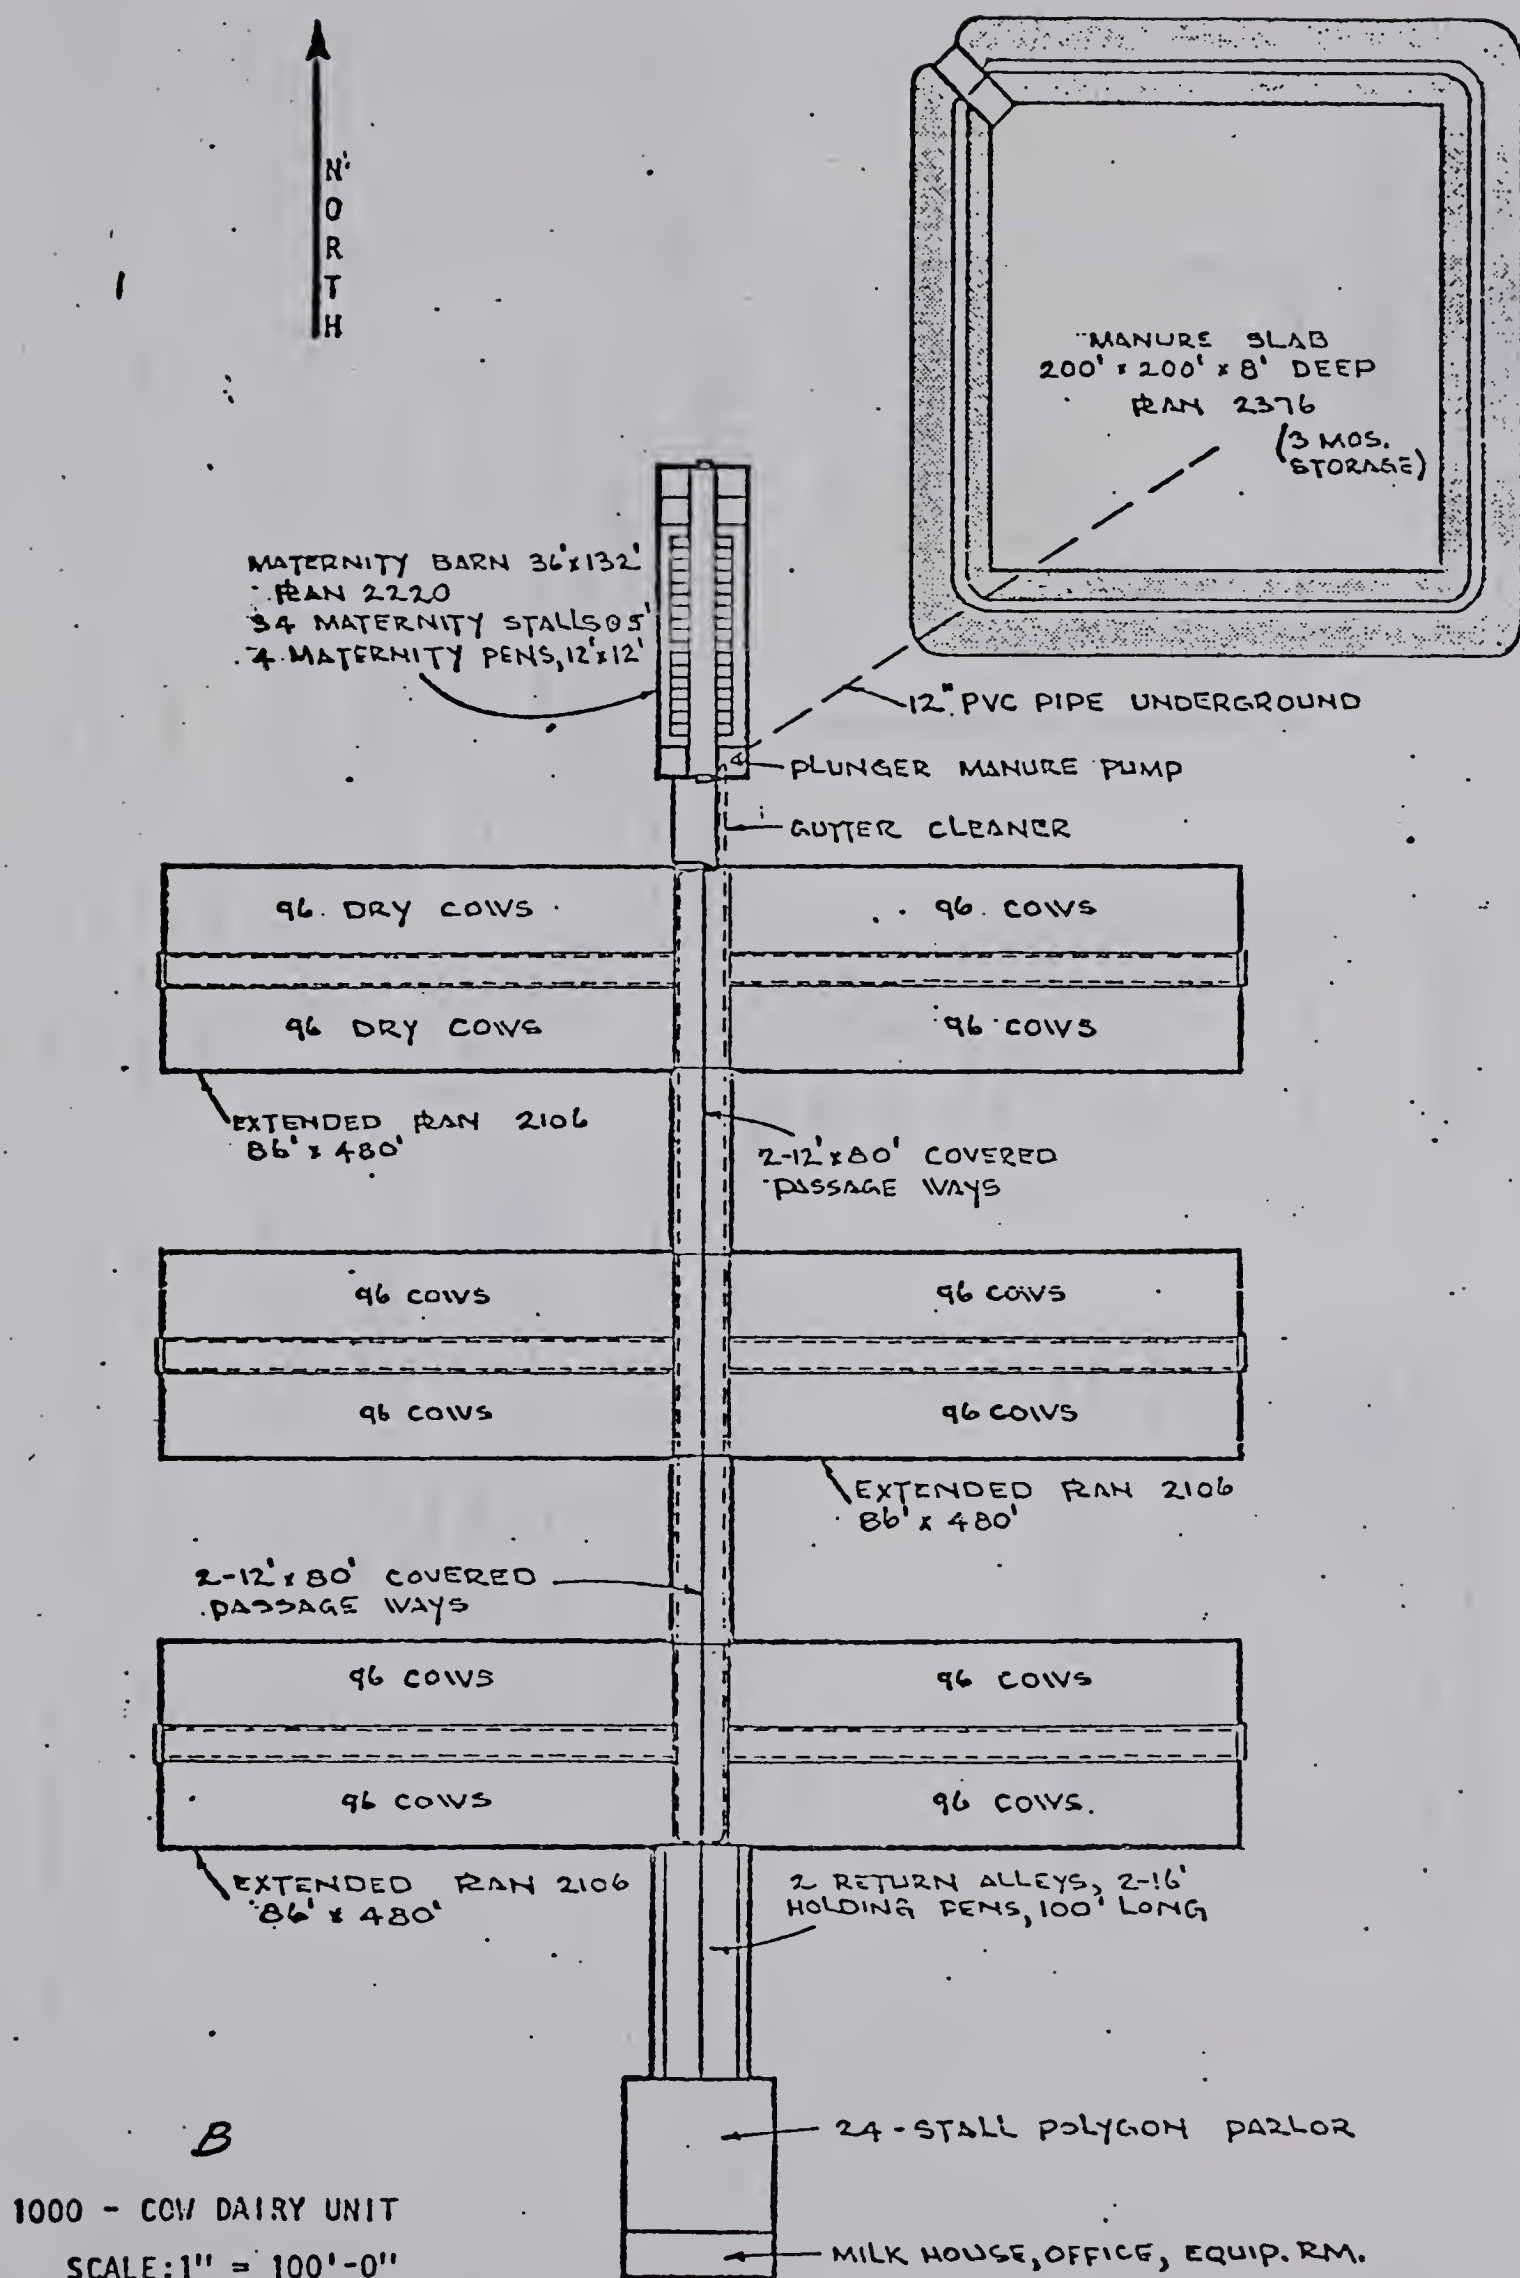 NORTH
MANURE SLAB
200' x 200' x 8' DEEP
PLAN 2376
(3 MOS.
STORAGE)
MATERNITY BARN 36'x132'
PLAN 2220
34 MATERNITY STALLS @ 5'
4 MATERNITY PENS, 12'x12'
12" PVC PIPE UNDERGROUND
PLUNGER MANURE PUMP
GUTTER CLEANER
96 DRY COWS
96 COWS
96 DRY COWS
96 COWS
EXTENDED PLAN 2106
86' x 480'
2-12'x80' COVERED
PASSAGE WAYS
96 COWS
96 COWS
96 COWS
96 COWS
EXTENDED PLAN 2106
86' x 480'
2-12'x80' COVERED
PASSAGE WAYS
96 COWS
96 COWS
96 COWS
96 COWS.
EXTENDED PLAN 2106
86' x 480'
2 RETURN ALLEYS, 2-16'
HOLDING PENS, 100' LONG
24-STALL POLYGON PARLOR
B
1000 - COW DAIRY UNIT
SCALE: 1" = 100'-0"
MILK HOUSE, OFFICE, EQUIP. RM.